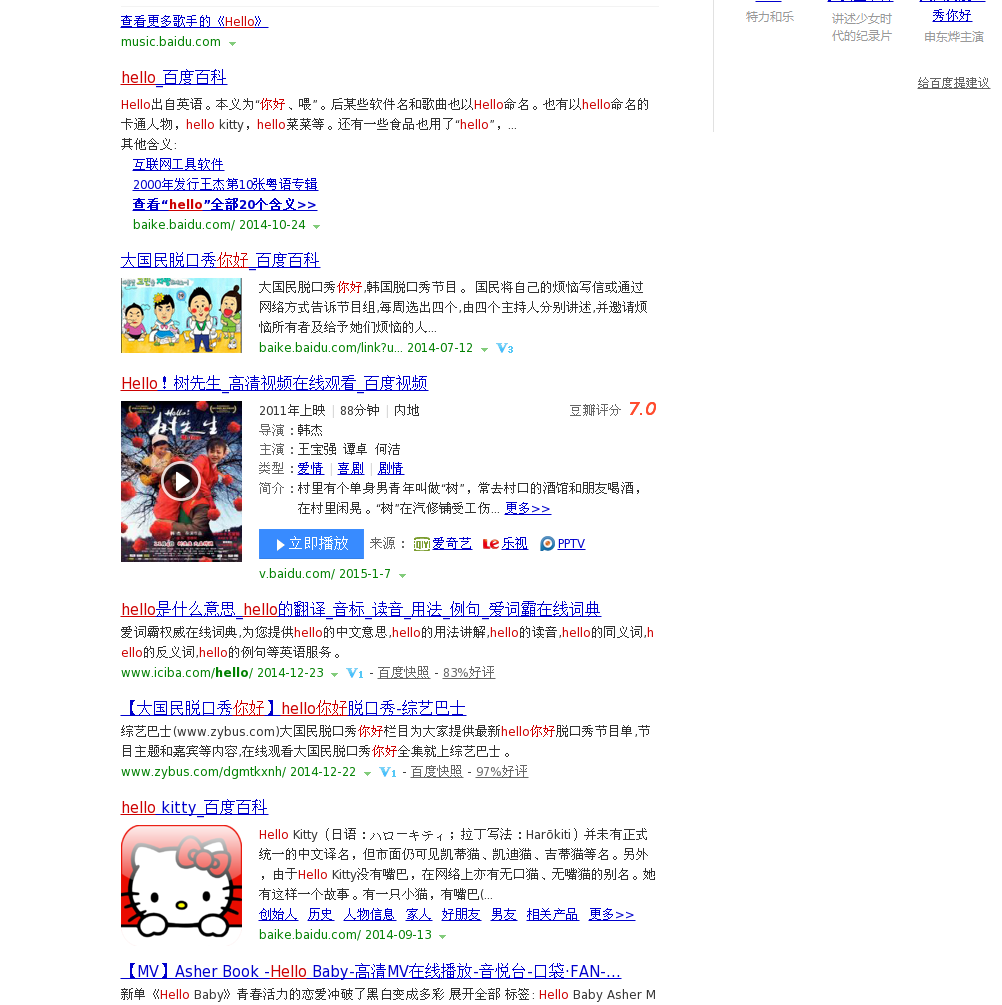 查看更多歌手的《Hello》
music.baidu.com
hello_百度百科
Hello出自英语。本义为“你好、喂”。后某些软件名和歌曲也以Hello命名。也有以hello命名的
卡通人物，hello kitty，hello菜菜等。还有一些食品也用了“hello”，...
其他含义:
互联网工具软件
2000年发行王杰第10张粤语专辑
查看“hello”全部20个含义>>
baike.baidu.com/ 2014-10-24
大国民脱口秀你好_百度百科
大国民脱口秀你好,韩国脱口秀节目。 国民将自己的烦恼写信或通过
网络方式告诉节目组,每周选出四个,由四个主持人分别讲述,并邀请烦
恼所有者及给予她们烦恼的人...
baike.baidu.com/link?u... 2014-07-12 V3
Hello！树先生_高清视频在线观看_百度视频
Hello!
树先生
2011年上映 | 88分钟 | 内地
豆瓣评分 7.0
导演：韩杰
主演：王宝强 谭卓 何洁
类型：爱情 | 喜剧 | 剧情
简介：村里有个单身男青年叫做“树”，常去村口的酒馆和朋友喝酒，
在村里闲晃。“树”在汽修铺受工伤... 更多>>
立即播放 来源： 爱奇艺 乐视 PPTV
v.baidu.com/ 2015-1-7
hello是什么意思_hello的翻译_音标_读音_用法_例句_爱词霸在线词典
爱词霸权威在线词典,为您提供hello的中文意思,hello的用法讲解,hello的读音,hello的同义词,h
ello的反义词,hello的例句等英语服务。
www.iciba.com/hello/ 2014-12-23 V1 - 百度快照 - 83%好评
【大国民脱口秀你好】hello你好脱口秀-综艺巴士
综艺巴士(www.zybus.com)大国民脱口秀你好栏目为大家提供最新hello你好脱口秀节目单,节
目主题和嘉宾等内容,在线观看大国民脱口秀你好全集就上综艺巴士。
www.zybus.com/dgmtkxnh/ 2014-12-22 V1 - 百度快照 - 97%好评
hello kitty_百度百科
Hello Kitty（日语：ハローキティ；拉丁写法：Harōkiti）并未有正式
统一的中文译名，但市面仍可见凯蒂猫、凯迪猫、吉蒂猫等名。另外
，由于Hello Kitty没有嘴巴，在网络上亦有无口猫、无嘴猫的别名。她
有这样一个故事。有一只小猫，有嘴巴(...
创始人 历史 人物信息 家人 好朋友 男友 相关产品 更多>>
baike.baidu.com/ 2014-09-13
【MV】Asher Book -Hello Baby-高清MV在线播放-音悦台-口袋·FAN-...
新单《Hello Baby》青春活力的恋爱冲破了黑白变成多彩 展开全部 标签: Hello Baby Asher M
特力和乐
讲述少女时
代的纪录片
秀你好
申东烨主演
给百度提建议